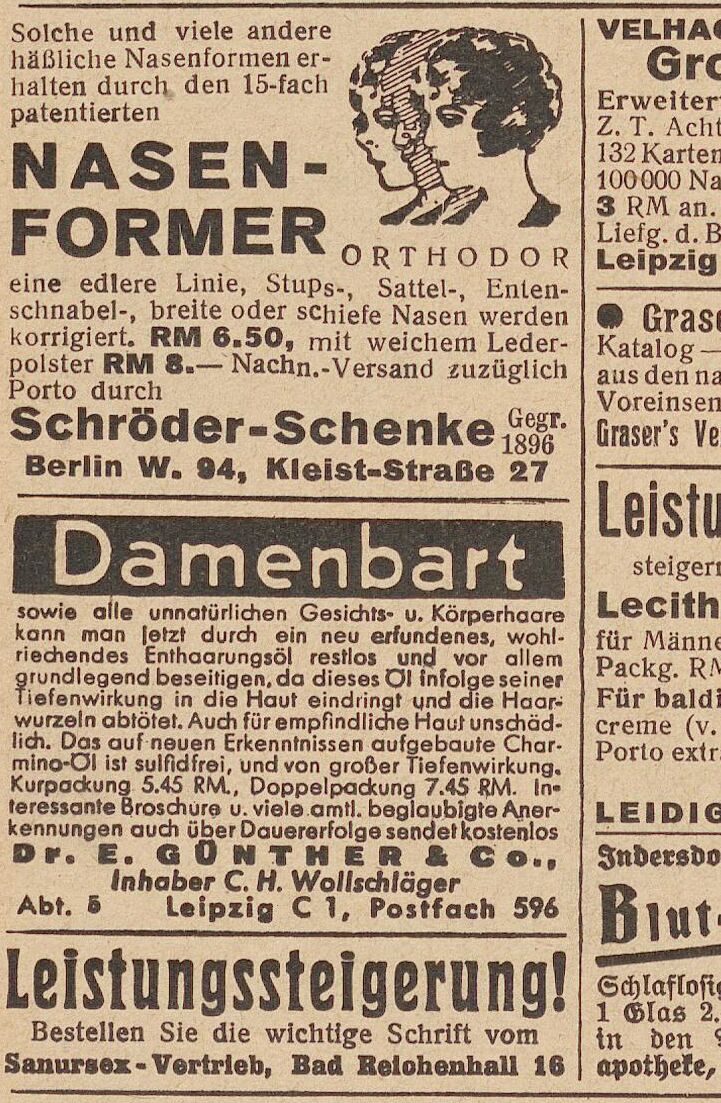 Solche und viele andere
häßliche Nasenformen er-
halten durch den 15-fach
patentierten
NASEN-
FORMER
ORTHODOR
eine edlere Linie, Stups-, Sattel-, Enten-
schnabel-, breite oder schiefe Nasen werden
korrigiert. RM 6.50, mit weichem Leder-
polster RM 8.— Nachn.-Versand zuzüglich
Porto durch
Schröder-Schenke Gegr.
1896
Berlin W. 94, Kleist-Straße 27
Damenbart
sowie alle unnatürlichen Gesichts- u. Körperhaare
kann man jetzt durch ein neu erfundenes, wohl-
riechendes Enthaarungsöl restlos und vor allem
grundlegend beseitigen, da dieses Öl infolge seiner
Tiefenwirkung in die Haut eindringt und die Haar-
wurzeln abtötet. Auch für empfindliche Haut unschäd-
lich. Das auf neuen Erkenntnissen aufgebaute Char-
mino-Öl ist sulfidfrei, und von großer Tiefenwirkung.
Kurpackung 5.45 RM., Doppelpackung 7.45 RM. In-
teressante Broschure u. viele amtl. beglaubigte Aner-
kennungen auch über Dauererfolge sendet kostenlos
Dr. E. GÜNTHER & Co.,
Inhaber C. H. Wollschläger
Abt. 5 Leipzig C 1, Postfach 596
Leistungssteigerung!
Bestellen Sie die wichtige Schrift vom
Sanursex-Vertrieb, Bad Reichenhall 16
VELHAG
Gro
Erweiter
Z. T. Acht
132 Karten
100000 Na
3 RM an.
Liefg. d. B
Leipzig
Grase
Katalog —
aus den na
Voreinsen
Graser's Ve
Leistu
steigern
Lecith
für Männe
Packg. RM
Für baldi
creme (v.
Porto extr
LEIDIG
Indersdo
Blut
Schlaflosig
1 Glas 2.
in den
apotheke,